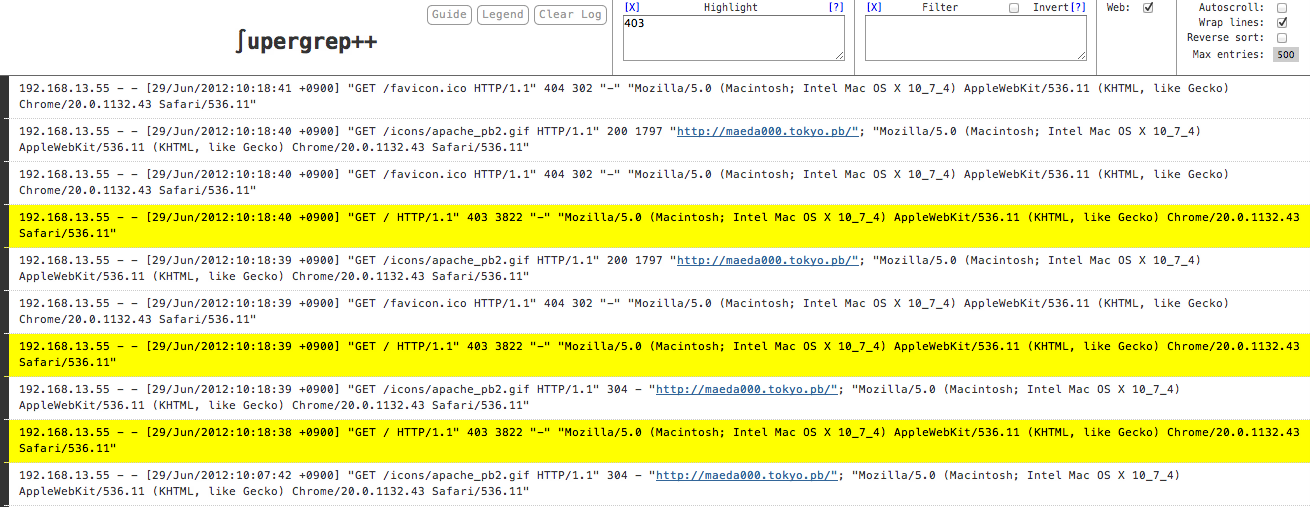 Guide Legend Clear Log
[X] Highlight [?]
[X] Filter Invert[?]
Web:
Autoscroll:
403
Wrap lines:
∫upergrep++
Reverse sort:
Max entries: 500
192.168.13.55 - - [29/Jun/2012:10:18:41 +0900] "GET /favicon.ico HTTP/1.1" 404 302 "-" "Mozilla/5.0 (Macintosh; Intel Mac OS X 10_7_4) AppleWebKit/536.11 (KHTML, like Gecko)
Chrome/20.0.1132.43 Safari/536.11"
192.168.13.55 - - [29/Jun/2012:10:18:40 +0900] "GET /icons/apache_pb2.gif HTTP/1.1" 200 1797 "http://maeda000.tokyo.pb/"; "Mozilla/5.0 (Macintosh; Intel Mac OS X 10_7_4)
AppleWebKit/536.11 (KHTML, like Gecko) Chrome/20.0.1132.43 Safari/536.11"
192.168.13.55 - - [29/Jun/2012:10:18:40 +0900] "GET /favicon.ico HTTP/1.1" 404 302 "-" "Mozilla/5.0 (Macintosh; Intel Mac OS X 10_7_4) AppleWebKit/536.11 (KHTML, like Gecko)
Chrome/20.0.1132.43 Safari/536.11"
192.168.13.55 - - [29/Jun/2012:10:18:40 +0900] "GET / HTTP/1.1" 403 3822 "-" "Mozilla/5.0 (Macintosh; Intel Mac OS X 10_7_4) AppleWebKit/536.11 (KHTML, like Gecko) Chrome/20.0.1132.43
Safari/536.11"
192.168.13.55 - - [29/Jun/2012:10:18:39 +0900] "GET /icons/apache_pb2.gif HTTP/1.1" 200 1797 "http://maeda000.tokyo.pb/"; "Mozilla/5.0 (Macintosh; Intel Mac OS X 10_7_4)
AppleWebKit/536.11 (KHTML, like Gecko) Chrome/20.0.1132.43 Safari/536.11"
192.168.13.55 - - [29/Jun/2012:10:18:39 +0900] "GET /favicon.ico HTTP/1.1" 404 302 "-" "Mozilla/5.0 (Macintosh; Intel Mac OS X 10_7_4) AppleWebKit/536.11 (KHTML, like Gecko)
Chrome/20.0.1132.43 Safari/536.11"
192.168.13.55 - - [29/Jun/2012:10:18:39 +0900] "GET / HTTP/1.1" 403 3822 "-" "Mozilla/5.0 (Macintosh; Intel Mac OS X 10_7_4) AppleWebKit/536.11 (KHTML, like Gecko) Chrome/20.0.1132.43
Safari/536.11"
192.168.13.55 - - [29/Jun/2012:10:18:39 +0900] "GET /icons/apache_pb2.gif HTTP/1.1" 304 - "http://maeda000.tokyo.pb/"; "Mozilla/5.0 (Macintosh; Intel Mac OS X 10_7_4)
AppleWebKit/536.11 (KHTML, like Gecko) Chrome/20.0.1132.43 Safari/536.11"
192.168.13.55 - - [29/Jun/2012:10:18:38 +0900] "GET / HTTP/1.1" 403 3822 "-" "Mozilla/5.0 (Macintosh; Intel Mac OS X 10_7_4) AppleWebKit/536.11 (KHTML, like Gecko) Chrome/20.0.1132.43
Safari/536.11"
192.168.13.55 - - [29/Jun/2012:10:07:42 +0900] "GET /icons/apache_pb2.gif HTTP/1.1" 304 - "http://maeda000.tokyo.pb/"; "Mozilla/5.0 (Macintosh; Intel Mac OS X 10_7_4)
AppleWebKit/536.11 (KHTML, like Gecko) Chrome/20.0.1132.43 Safari/536.11"